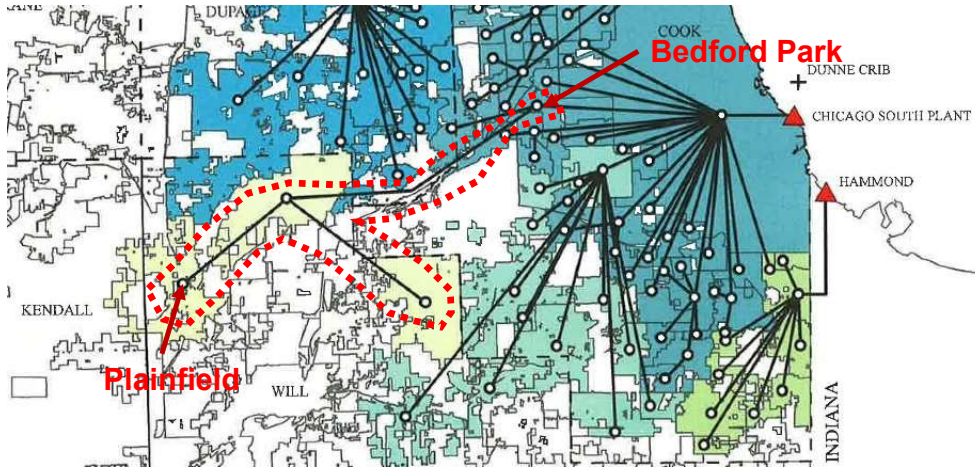 DUPAGE
COOK
Bedford Park
DUNNE CRIB
CHICAGO SOUTH PLANT
HAMMOND
KENDALL
Plainfield
WILL
INDIANA